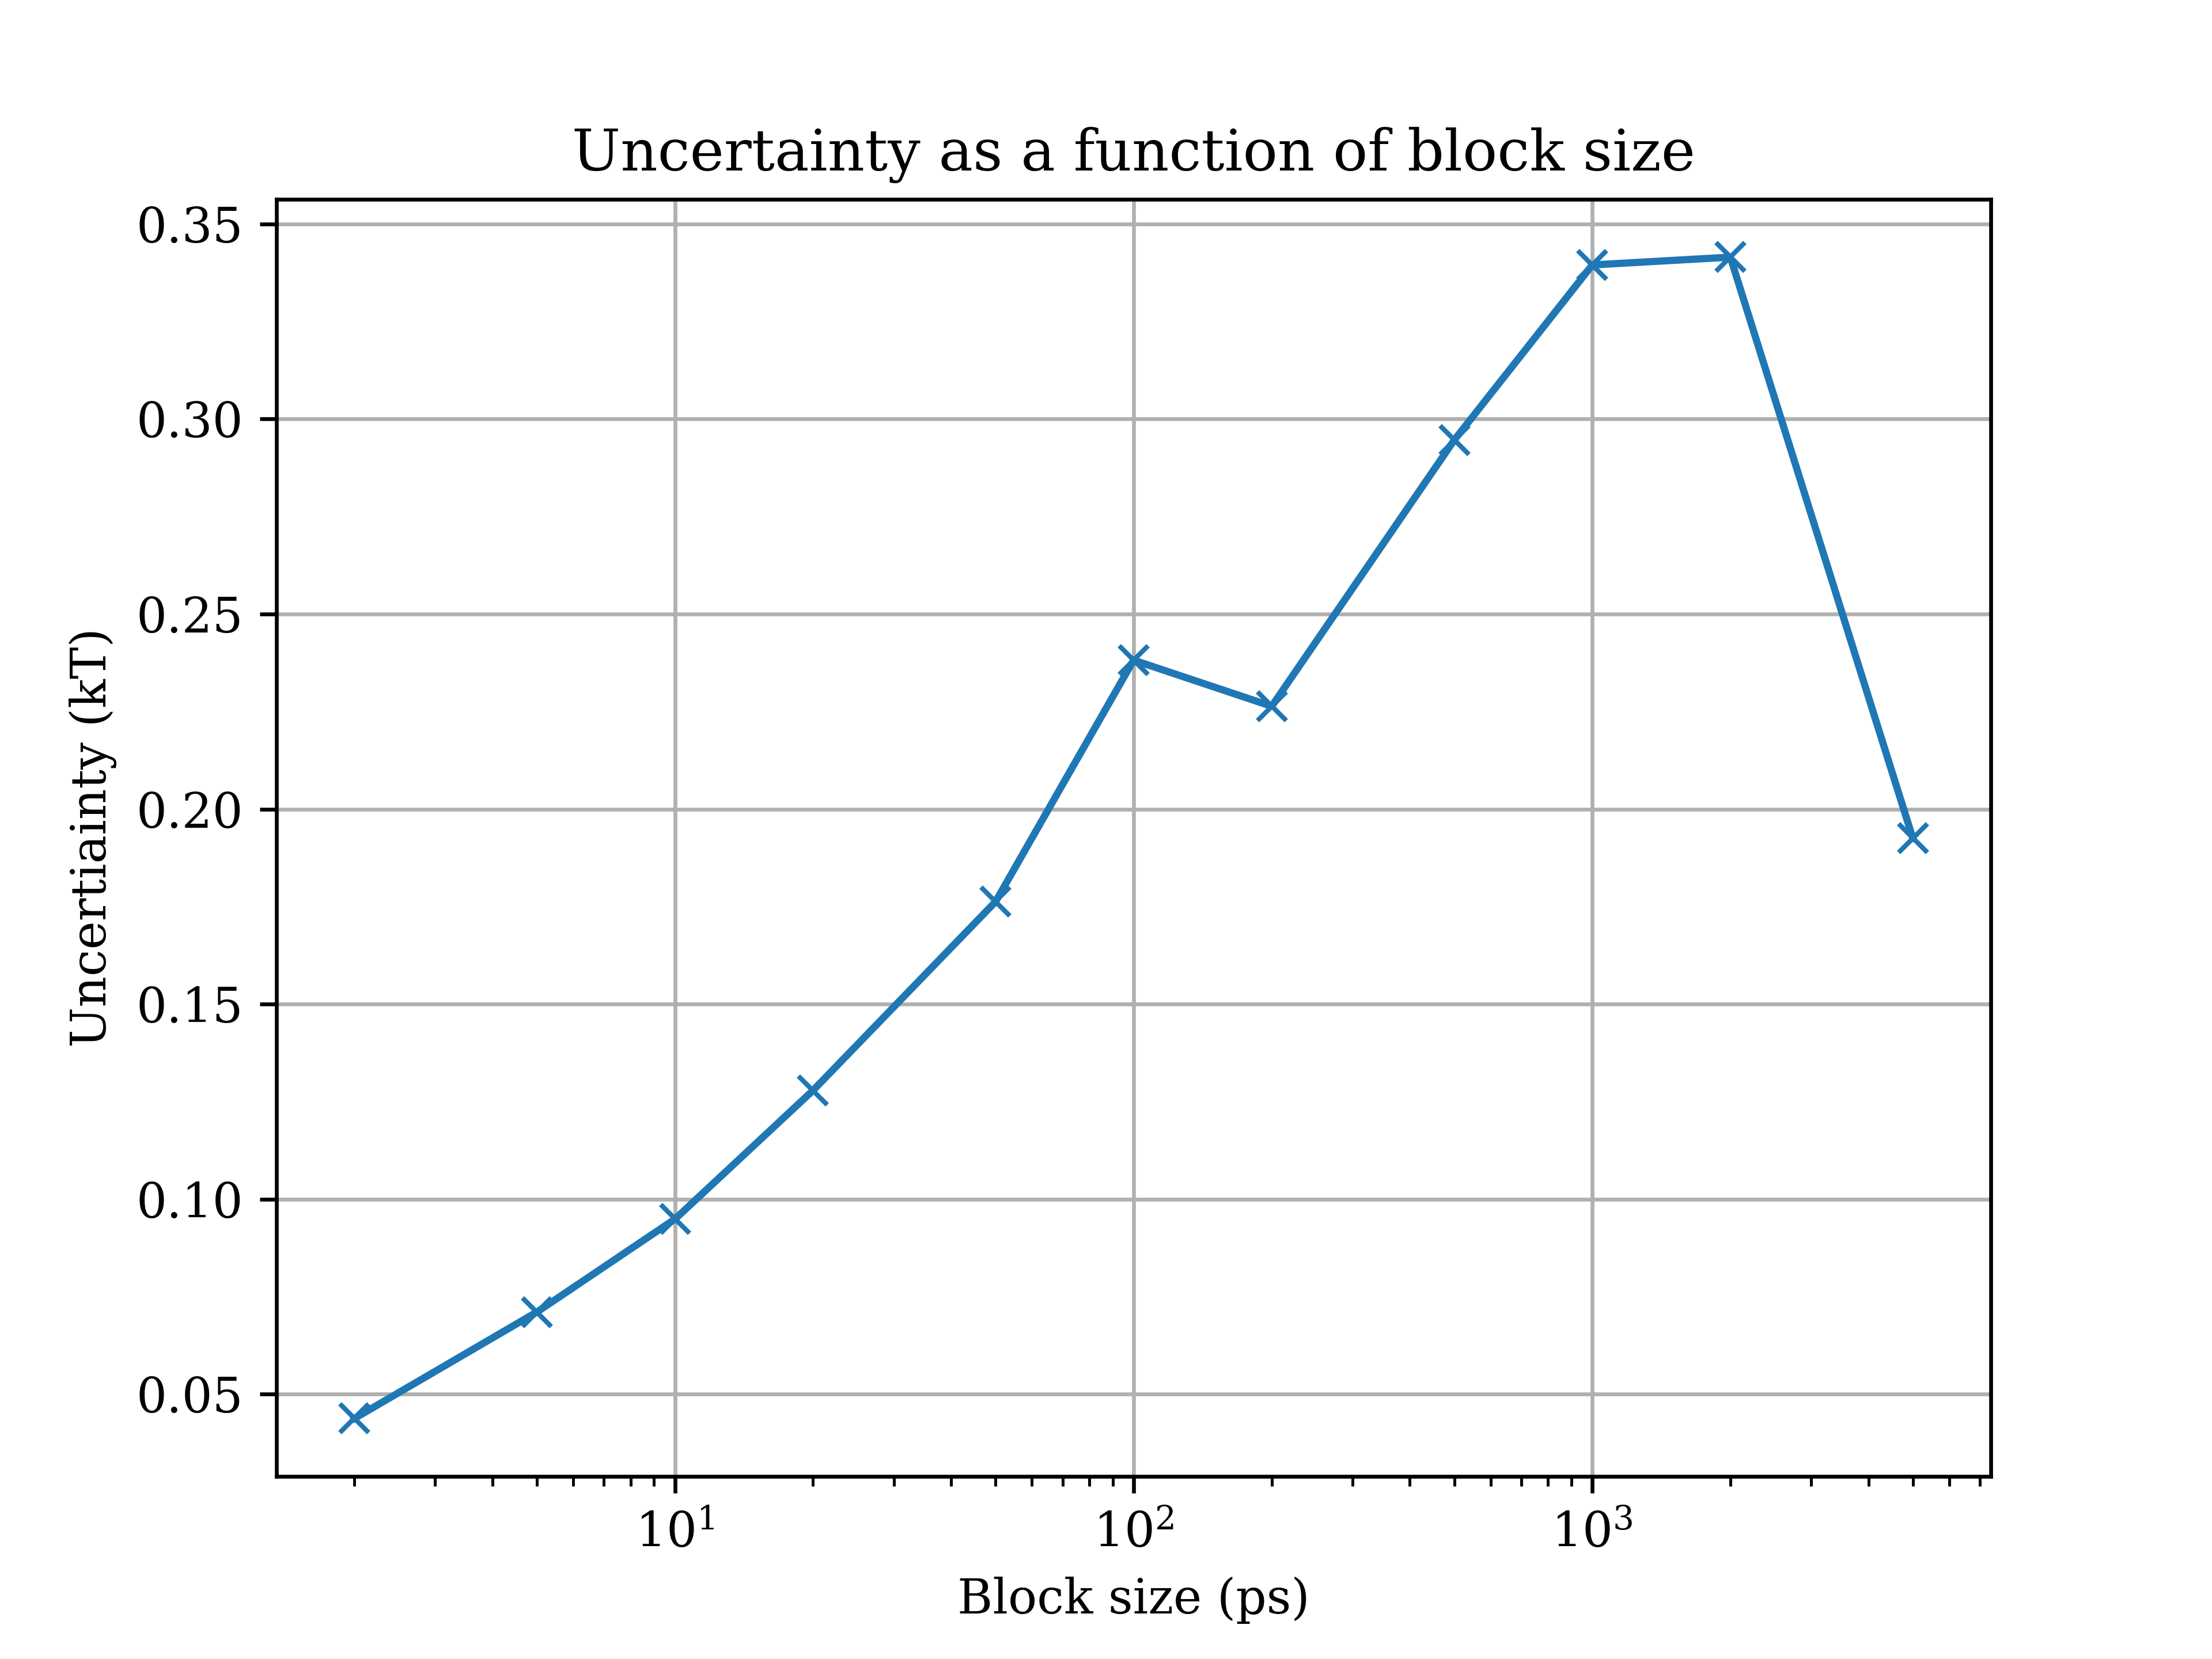 Uncertainty as a function of block size
0.35
0.30
0.25
0.20
0.15
0.10
0.05
Uncertiainty (kT)
10¹ 10² 10³
Block size (ps)